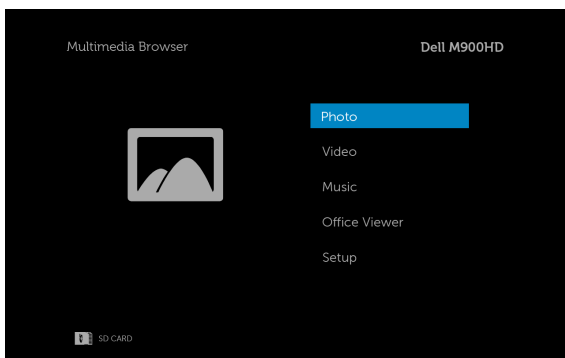 Multimedia Browser
Dell M900HD
Photo
Video
Music
Office Viewer
Setup
SD CARD